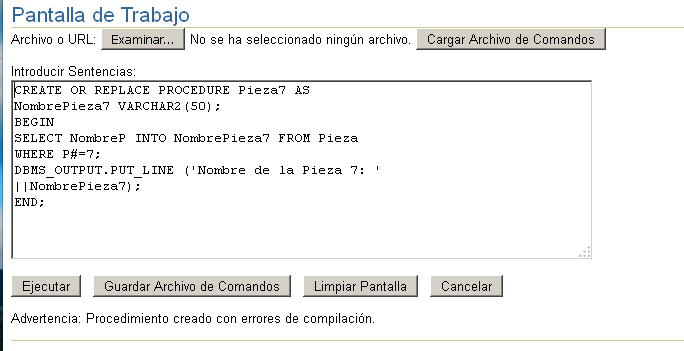 Pantalla de Trabajo
Archivo o URL: Examinar... No se ha seleccionado ningún archivo. Cargar Archivo de Comandos
Introducir Sentencias:
CREATE OR REPLACE PROCEDURE Pieza7 AS
NombrePieza7 VARCHAR2(50);
BEGIN
SELECT NombreP INTO NombrePieza7 FROM Pieza
WHERE P#=7;
DBMS_OUTPUT.PUT_LINE ('Nombre de la Pieza 7: '
||NombrePieza7);
END;
Ejecutar Guardar Archivo de Comandos Limpiar Pantalla Cancelar
Advertencia: Procedimiento creado con errores de compilación.